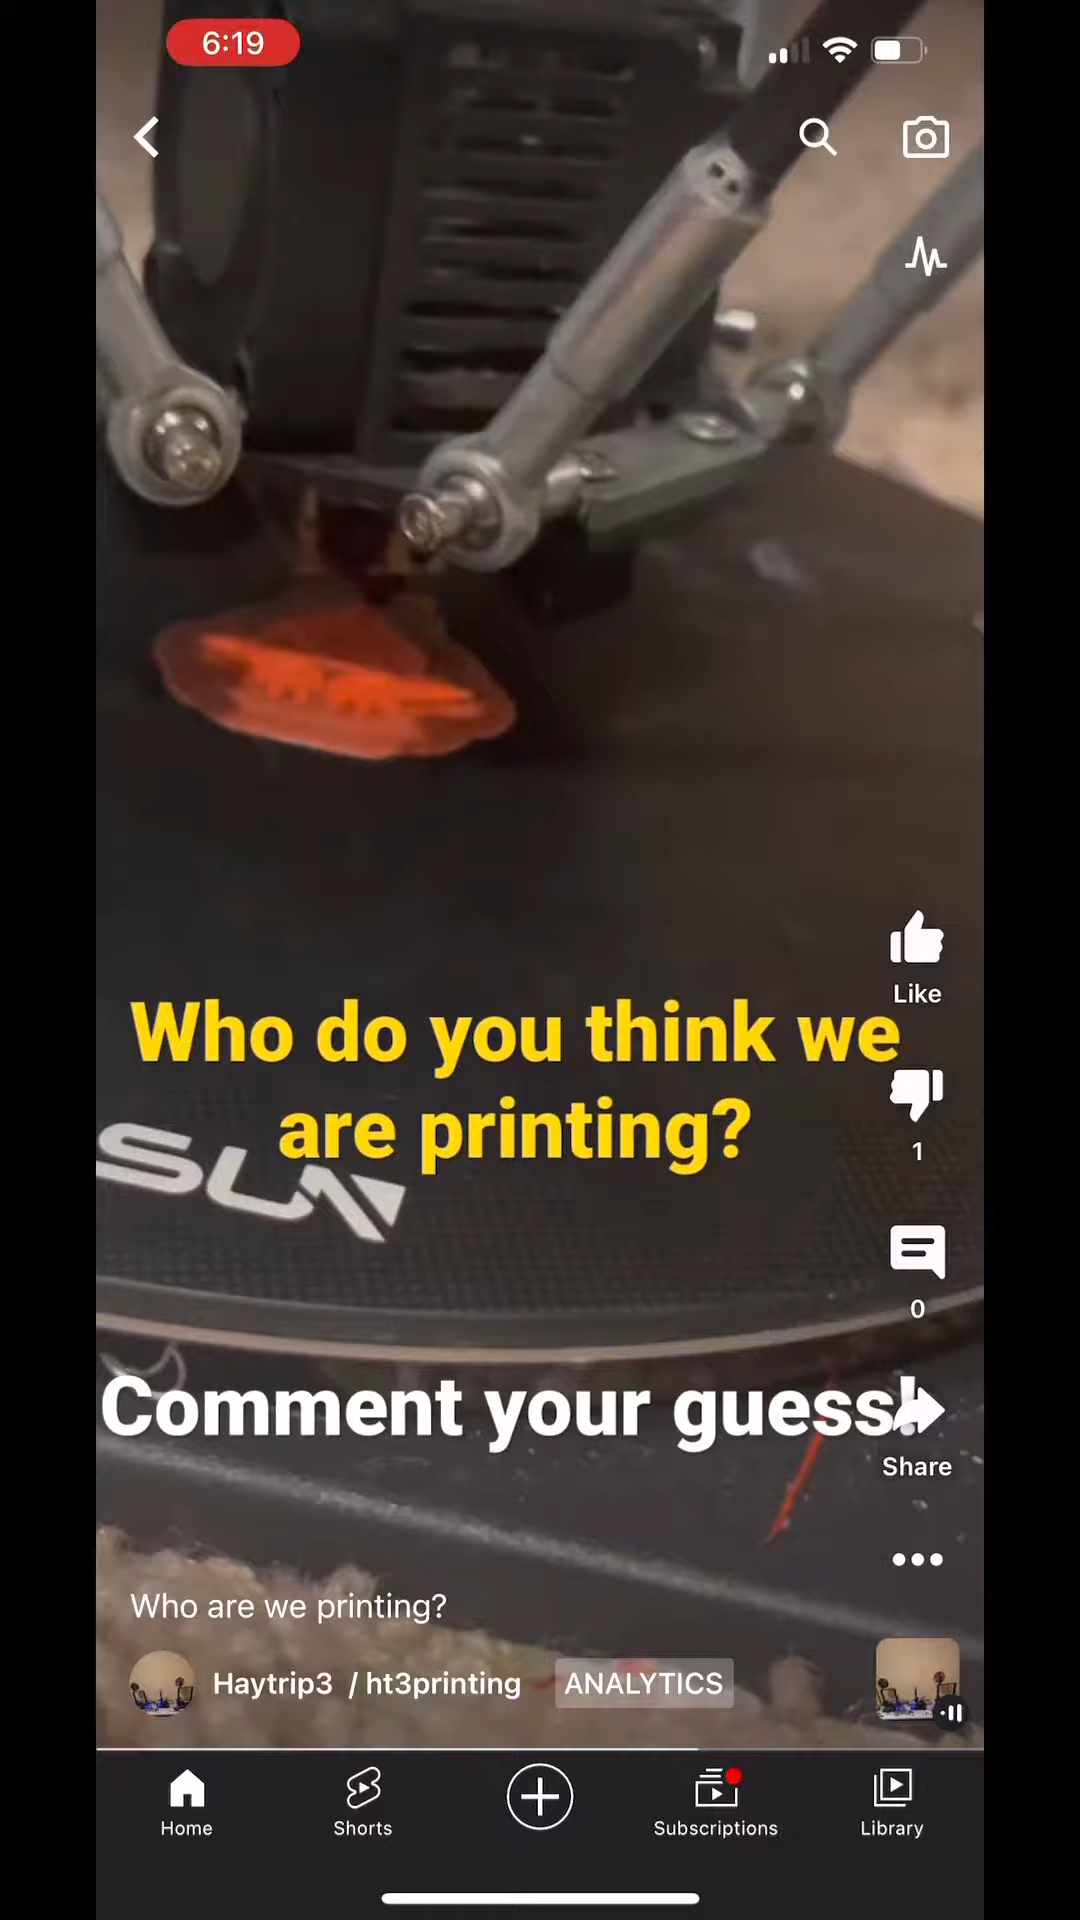 6:19
Like
Who do you think we
are printing?
1
SUN
0
Comment your guess!
Share
Who are we printing?
Haytrip3 / ht3printing ANALYTICS
Home Shorts Subscriptions Library